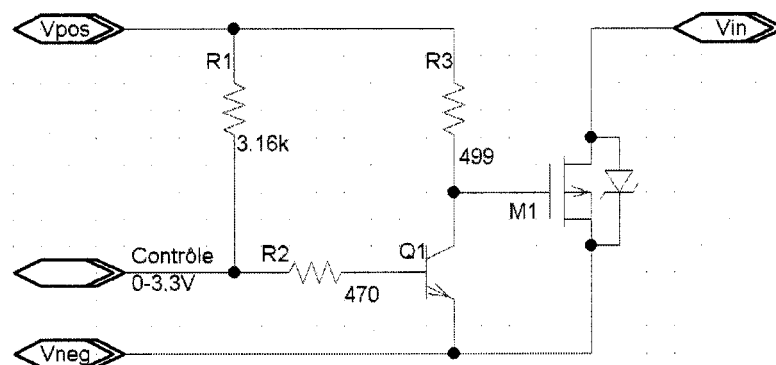 Vpos
Vin
R1
R3
3.16k
499
M1
Contrôle
0-3.3V
R2
Q1
470
Vneg